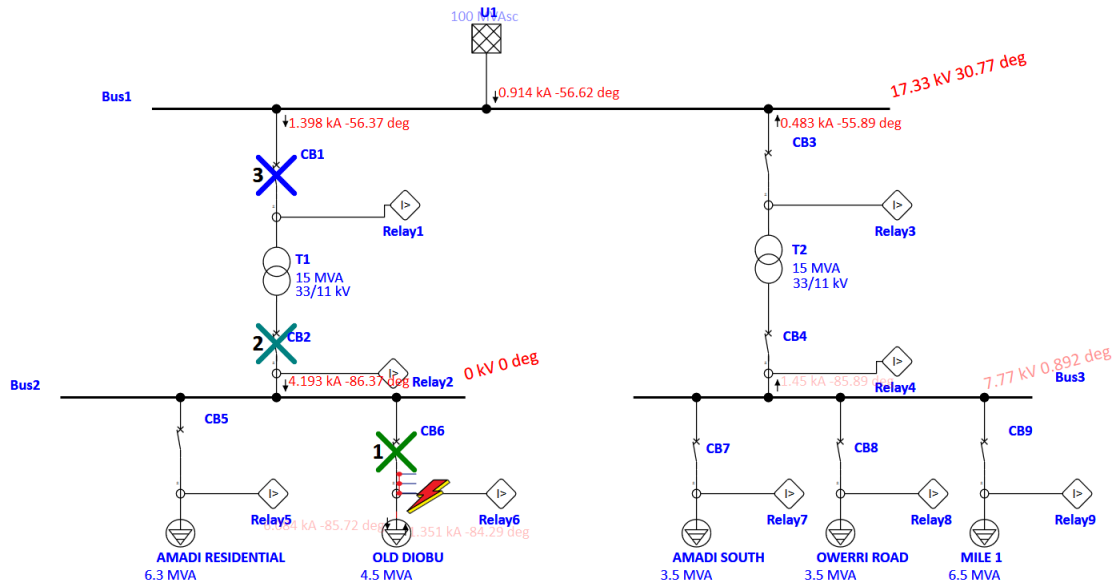 100 MVAsc
U1
17.33 kV 30.77 deg
0.914 kA -56.62 deg
Bus1
1.398 kA -56.37 deg
0.483 kA -55.89 deg
CB1
CB3
3
I>
I>
Relay1
Relay3
T1
15 MVA
33/11 kV
T2
15 MVA
33/11 kV
2
CB2
CB4
I>
I>
0 kV 0 deg
7.77 kV 0.892 deg
Relay2
4.193 kA -86.37 deg
Relay4
1.45 kA -85.89 deg
Bus2
Bus3
CB5
CB6
CB7
CB8
CB9
1
I>
I>
I>
I>
I>
Relay5
Relay6
Relay7
Relay8
Relay9
kA -85.72 deg
.351 kA -84.29 deg
AMADI RESIDENTIAL
6.3 MVA
OLD DIOBU
4.5 MVA
AMADI SOUTH
3.5 MVA
OWERRI ROAD
3.5 MVA
MILE 1
6.5 MVA